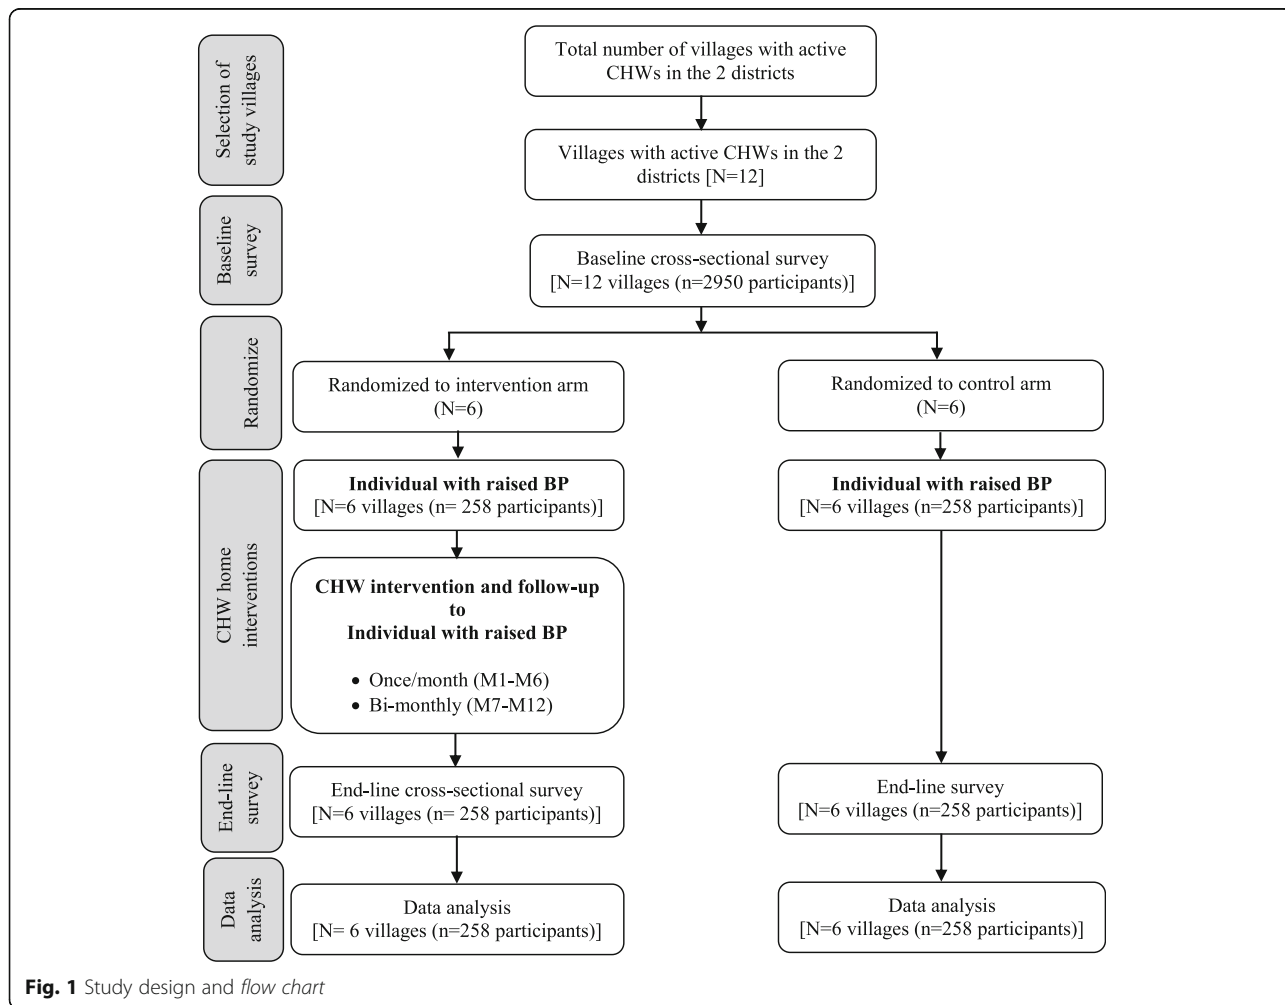 Selection of
study villages
Total number of villages with active
CHWs in the 2 districts
Villages with active CHWs in the 2
districts [N=12]
Baseline
survey
Baseline cross-sectional survey
[N=12 villages (n=2950 participants)]
Randomize
Randomized to intervention arm
(N=6)
Randomized to control arm
(N=6)
CHW home
interventions
Individual with raised BP
[N=6 villages (n= 258 participants)]
Individual with raised BP
[N=6 villages (n=258 participants)]
CHW intervention and follow-up
to
Individual with raised BP
• Once/month (M1-M6)
• Bi-monthly (M7-M12)
End-line
survey
End-line cross-sectional survey
[N=6 villages (n= 258 participants)]
End-line survey
[N=6 villages (n=258 participants)]
Data
analysis
Data analysis
[N= 6 villages (n=258 participants)]
Data analysis
[N=6 villages (n=258 participants)]
Fig. 1 Study design and flow chart